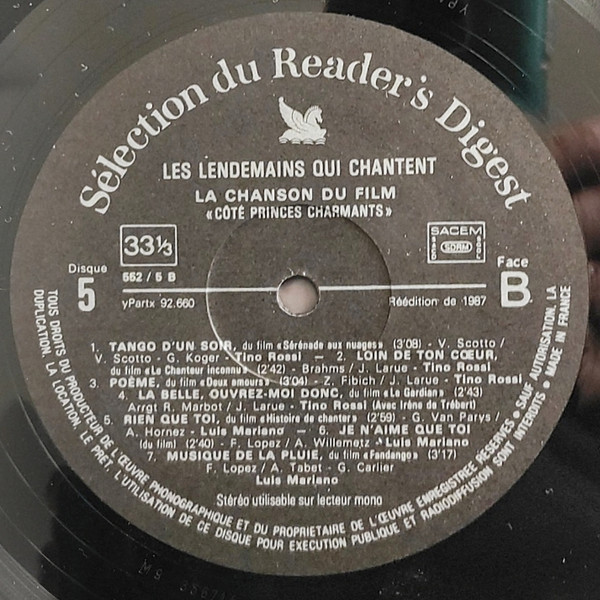 Sélection du Reader's Digest
LES LENDEMAINS QUI CHANTENT
LA CHANSON DU FILM
«CÔTÉ PRINCES CHARMANTS»
33⅓
SACEM
SACD SDRM SGDL
Disque
5
552 / 5 B
Face
B
yPartx 92.660
Réédition de 1987
1. TANGO D'UN SOIR, du film «Sérénade aux nuages» (3'08) - V. Scotto /
V. Scotto - G. Koger - Tino Rossi — 2. LOIN DE TON CŒUR,
du film «Le Chanteur inconnu» (2'42) - Brahms / J. Larue - Tino Rossi
3. POÈME, du film «Deux amours» (3'04) - Z. Fibich / J. Larue - Tino Rossi
4. LA BELLE, OUVREZ-MOI DONC, du film «Le Gardian» (2'43)
Arrgt R. Marbot / J. Larue - Tino Rossi (Avec Irène de Trébert)
5. RIEN QUE TOI, du film «Histoire de chanter» (2'59) - G. Van Parys /
A. Hornez - Luis Mariano — 6. JE N'AIME QUE TOI
(du film) (2'40) - F. Lopez / A. Willemetz - Luis Mariano
7. MUSIQUE DE LA PLUIE, du film «Fandango» (3'17)
F. Lopez / A. Tabet - G. Carlier
Luis Mariano
Stéréo utilisable sur lecteur mono
TOUS DROITS DU PRODUCTEUR DE L'ŒUVRE PHONOGRAPHIQUE ET DU PROPRIETAIRE DE L'ŒUVRE ENREGISTREE RESERVES • SAUF AUTORISATION, LA
DUPLICATION, LA LOCATION, LE PRET, L'UTILISATION DE CE DISQUE POUR EXECUTION PUBLIQUE ET RADIODIFFUSION SONT INTERDITS • MADE IN FRANCE